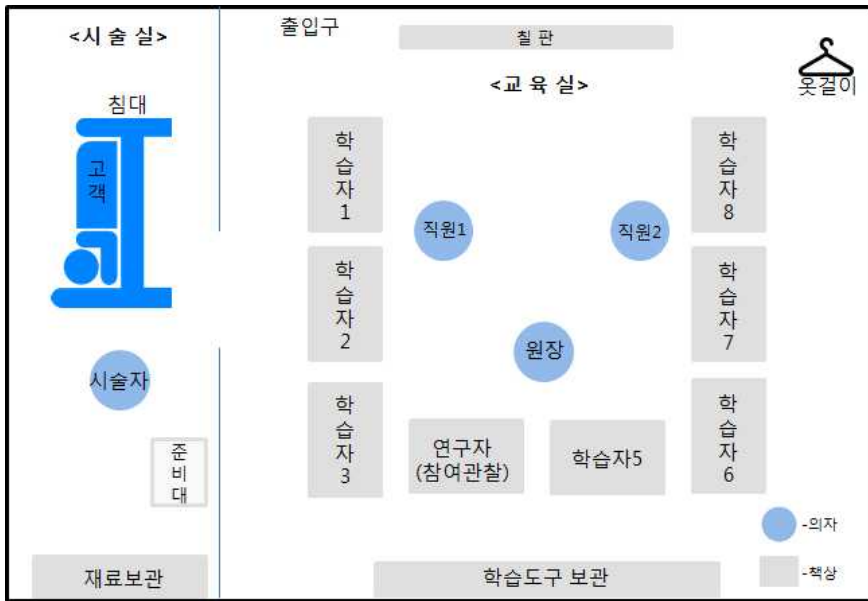 <시 술 실>
침대
고객
시술자
준비대
재료보관
출입구
칠 판
<교 육 실>
옷걸이
학습자1
학습자2
학습자3
직원1
직원2
원장
연구자
(참여관찰)
학습자5
학습자8
학습자7
학습자6
학습도구 보관
-의자
-책상